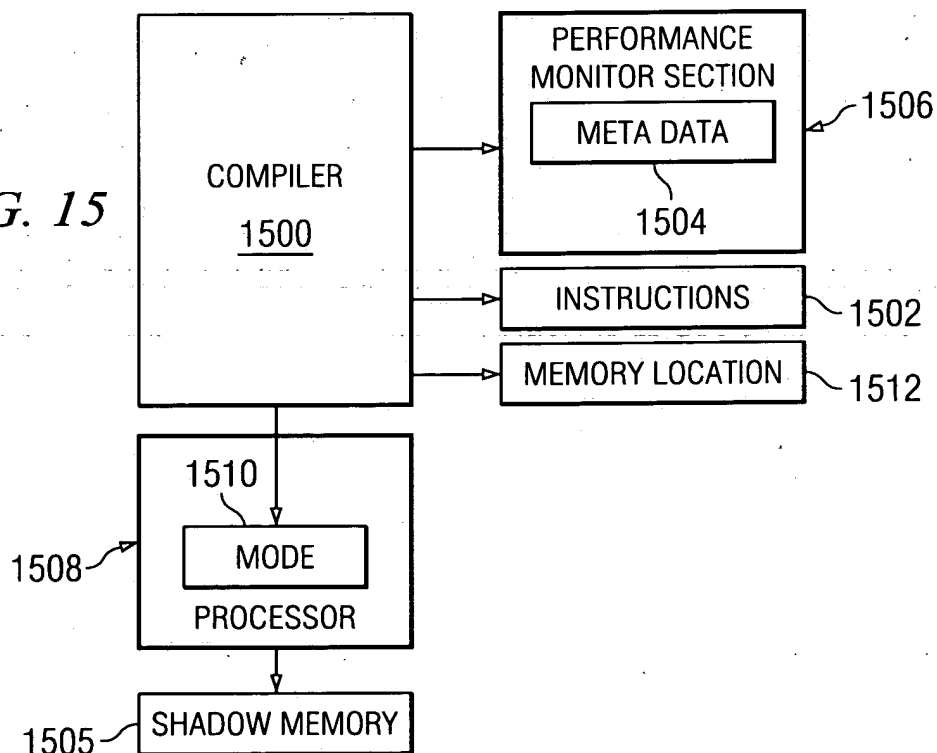 PERFORMANCE
MONITOR SECTION
1506
META DATA
1504
COMPILER
1500
G. 15
INSTRUCTIONS
1502
MEMORY LOCATION
1512
1510
MODE
1508
PROCESSOR
SHADOW MEMORY
1505